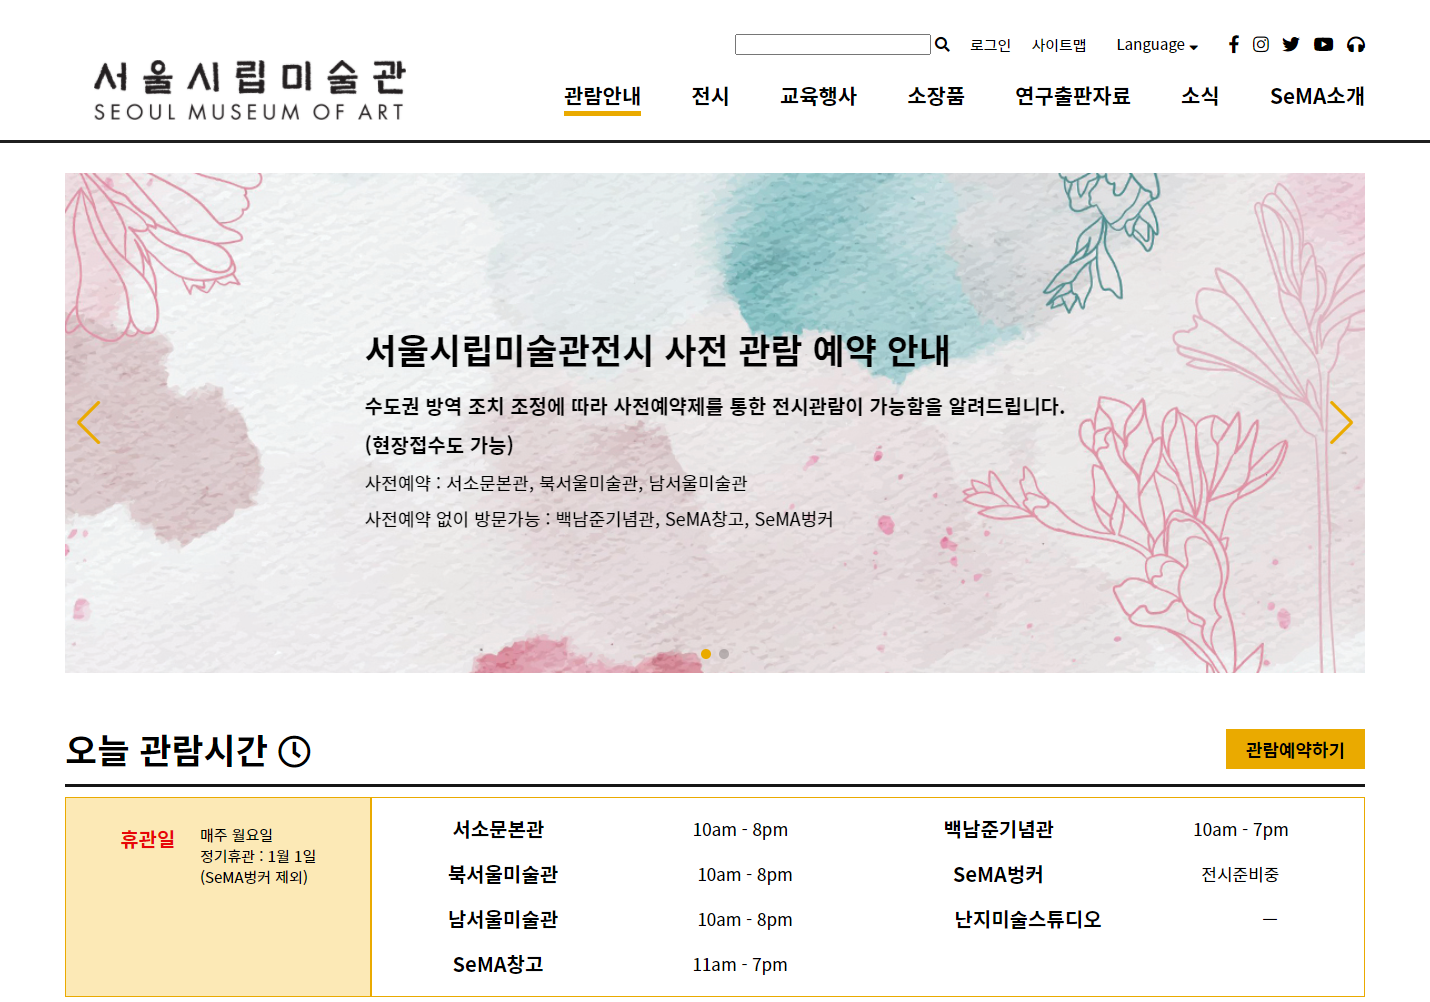 로그인 사이트맵 Language
서울시립미술관
SEOUL MUSEUM OF ART
관람안내 전시 교육행사 소장품 연구출판자료 소식 SeMA소개
서울시립미술관전시 사전 관람 예약 안내
수도권 방역 조치 조정에 따라 사전예약제를 통한 전시관람이 가능함을 알려드립니다.
(현장접수도 가능)
사전예약 : 서소문본관, 북서울미술관, 남서울미술관
사전예약 없이 방문가능 : 백남준기념관, SeMA창고, SeMA벙커
오늘 관람시간
관람예약하기
휴관일
매주 월요일
정기휴관 : 1월 1일
(SeMA벙커 제외)
서소문본관 10am - 8pm 백남준기념관 10am - 7pm
북서울미술관 10am - 8pm SeMA벙커 전시준비중
남서울미술관 10am - 8pm 난지미술스튜디오 ㅡ
SeMA창고 11am - 7pm